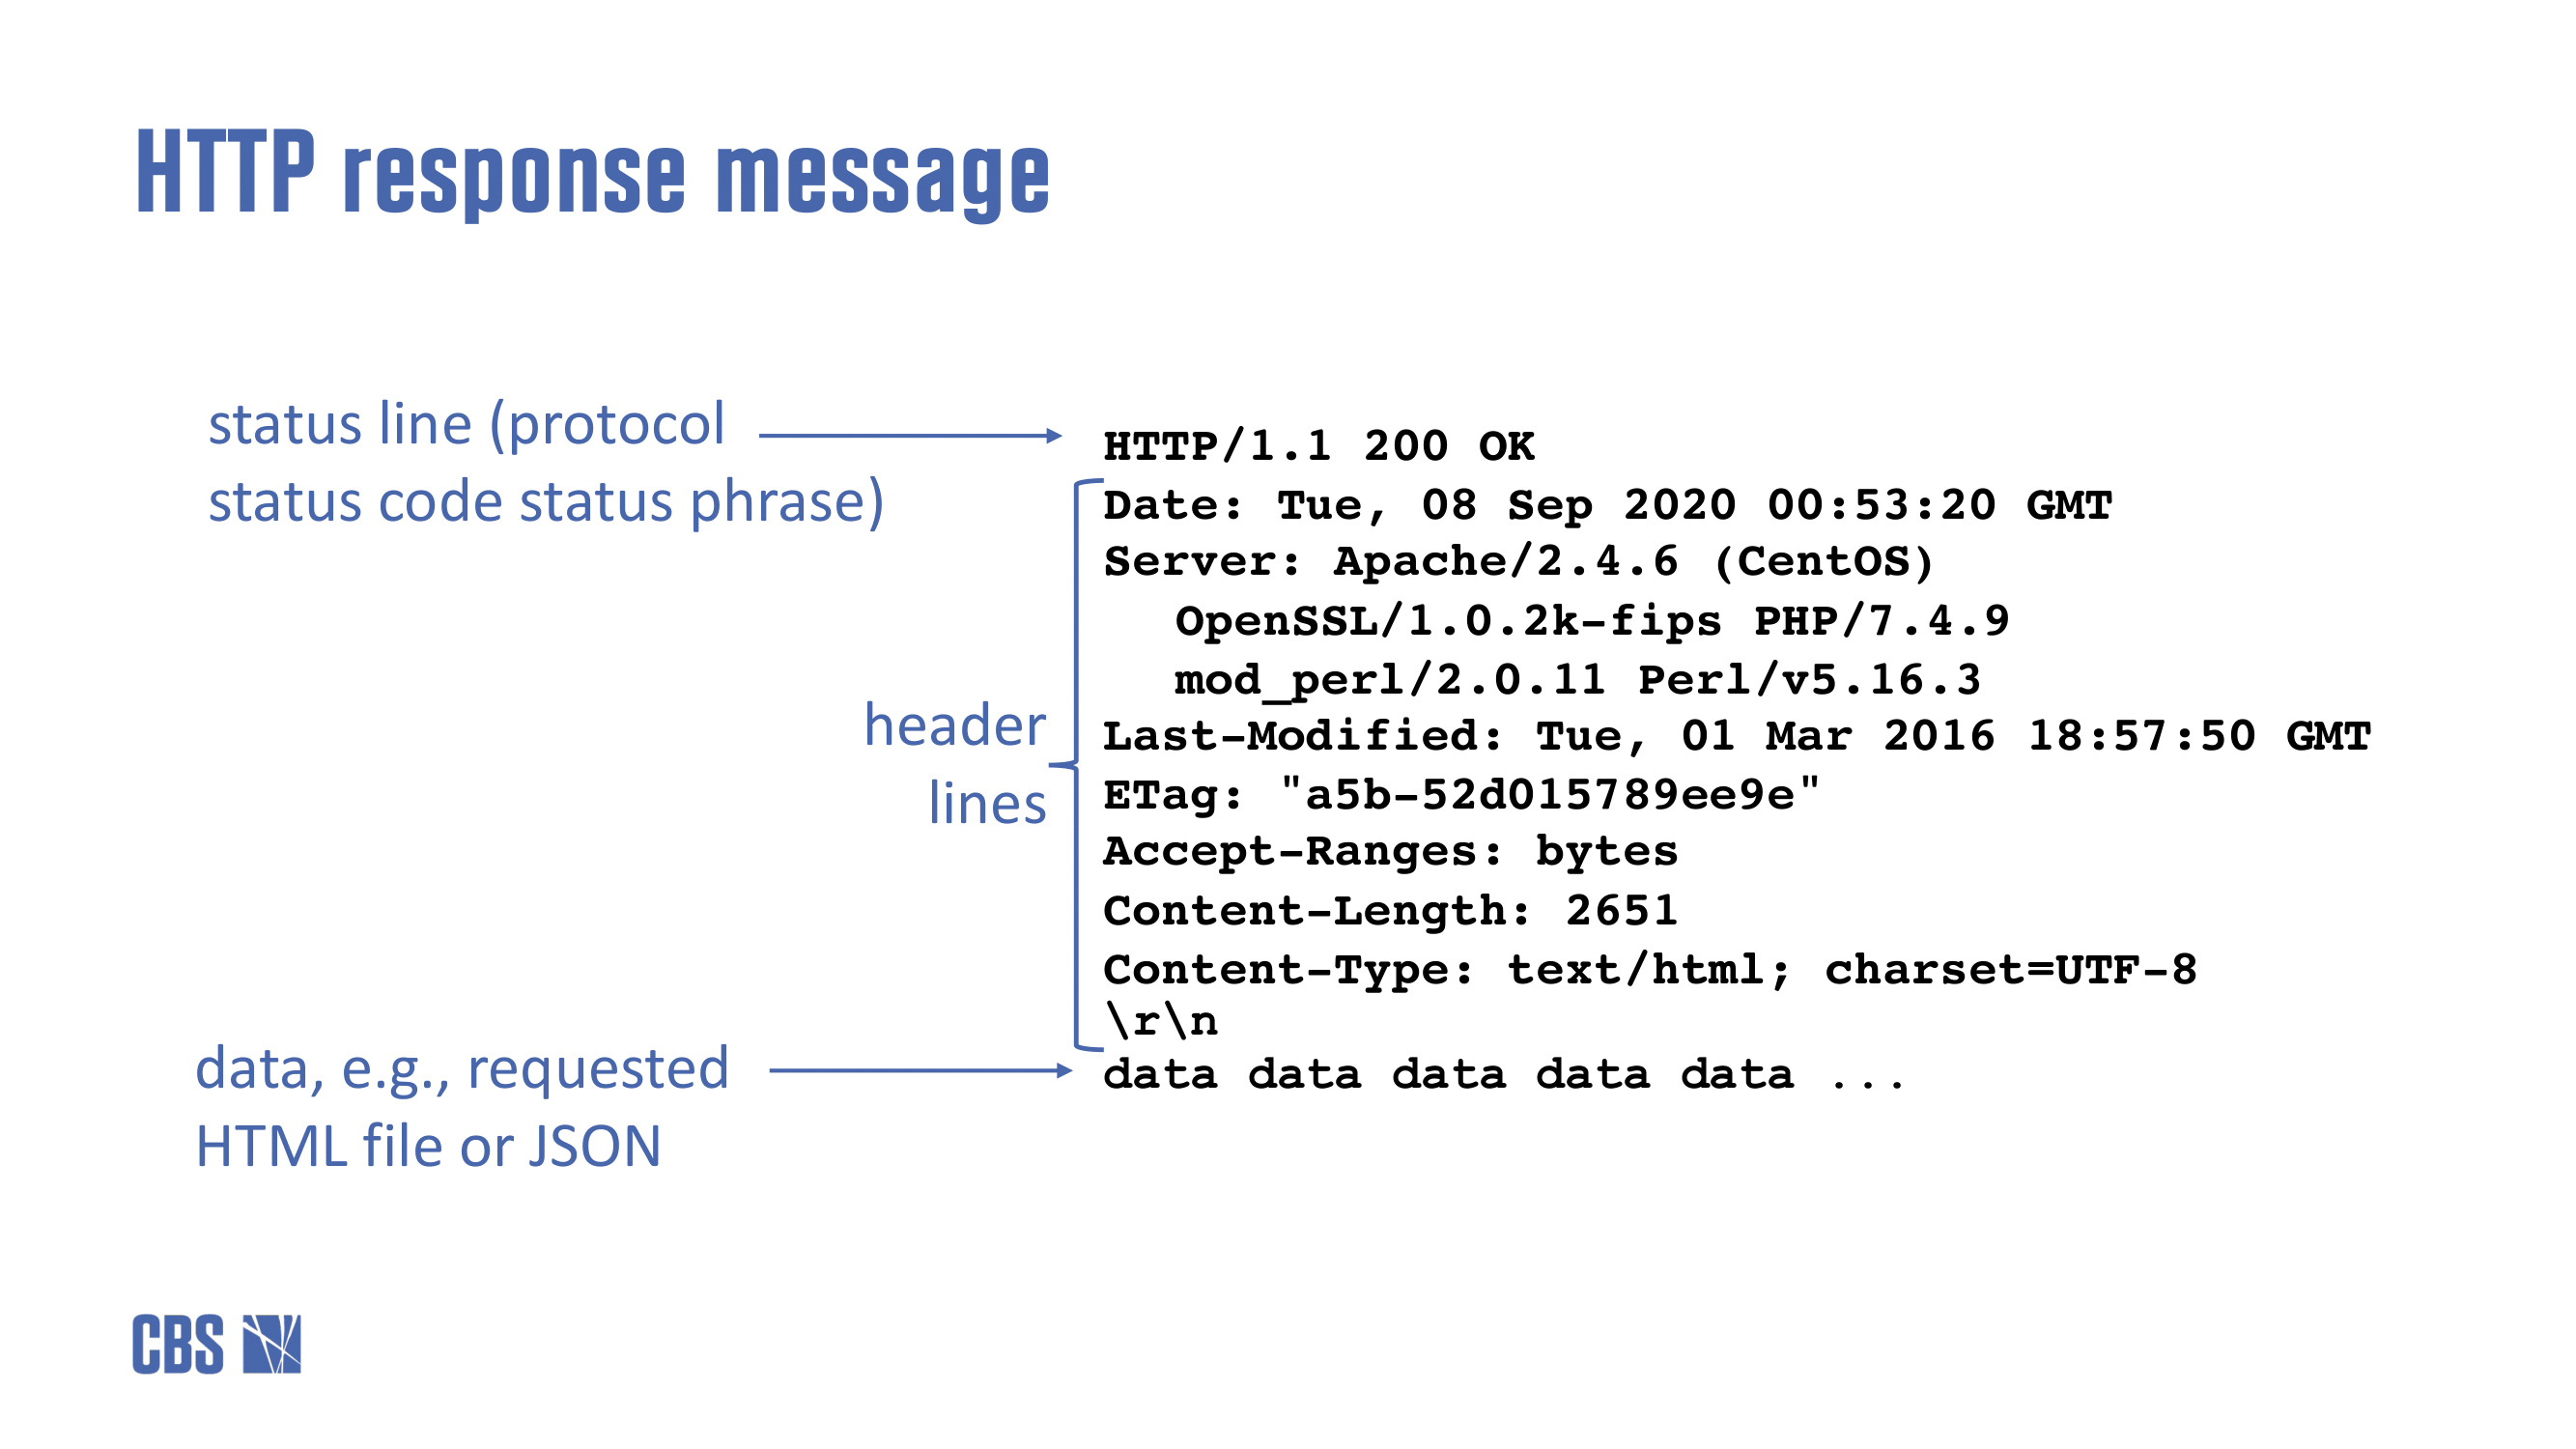 HTTP response message
status line (protocol
status code status phrase)
HTTP/1.1 200 OK
Date: Tue, 08 Sep 2020 00:53:20 GMT
Server: Apache/2.4.6 (CentOS)
OpenSSL/1.0.2k-fips PHP/7.4.9
mod_perl/2.0.11 Perl/v5.16.3
Last-Modified: Tue, 01 Mar 2016 18:57:50 GMT
ETag: "a5b-52d015789ee9e"
Accept-Ranges: bytes
Content-Length: 2651
Content-Type: text/html; charset=UTF-8
\r\n
header
lines
data, e.g., requested
HTML file or JSON
data data data data data ...
CBS